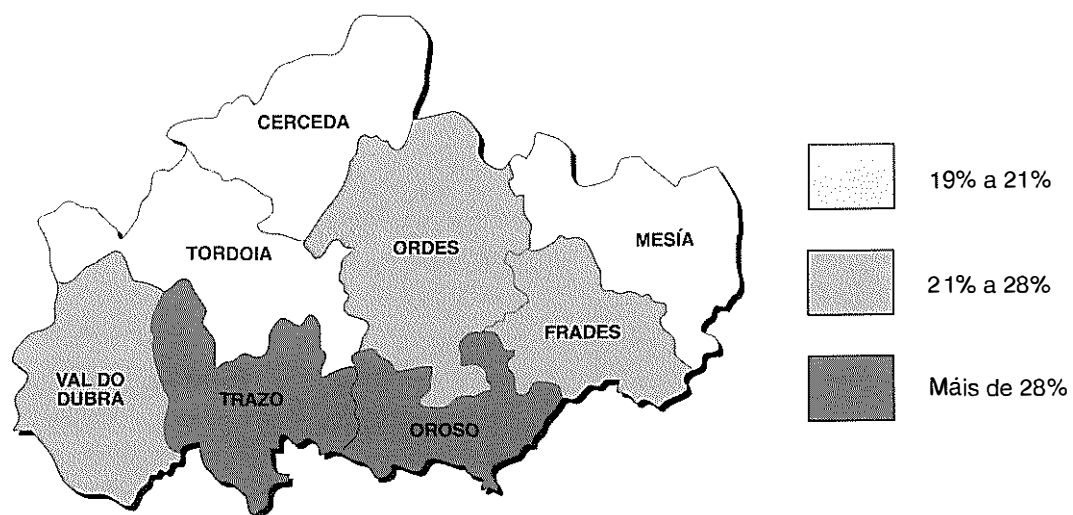 CERCEDA
TORDOIA
ORDES
MESÍA
FRADES
VAL DO
DUBRA
TRAZO
OROSO
19% a 21%
21% a 28%
Máis de 28%